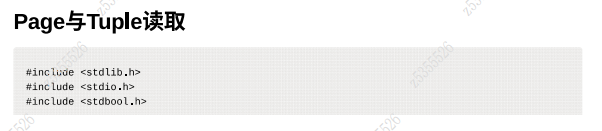 Page与Tuple读取
#include <stdlib.h>
#include <stdio.h>
#include <stdbool.h>